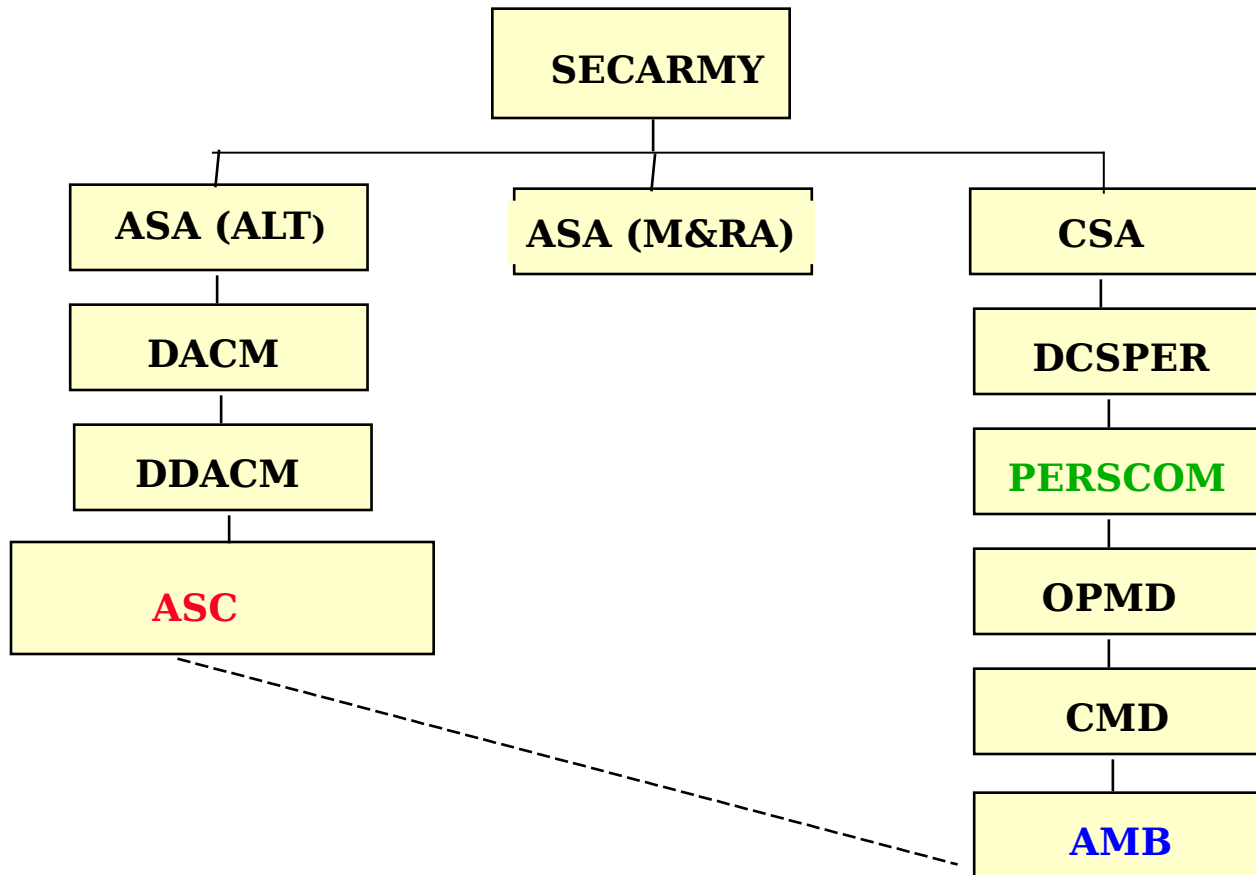 SECARMY
ASA (ALT)
ASA (M&RA)
CSA
DACM
DCSPER
DDACM
PERSCOM
ASC
OPMD
CMD
AMB